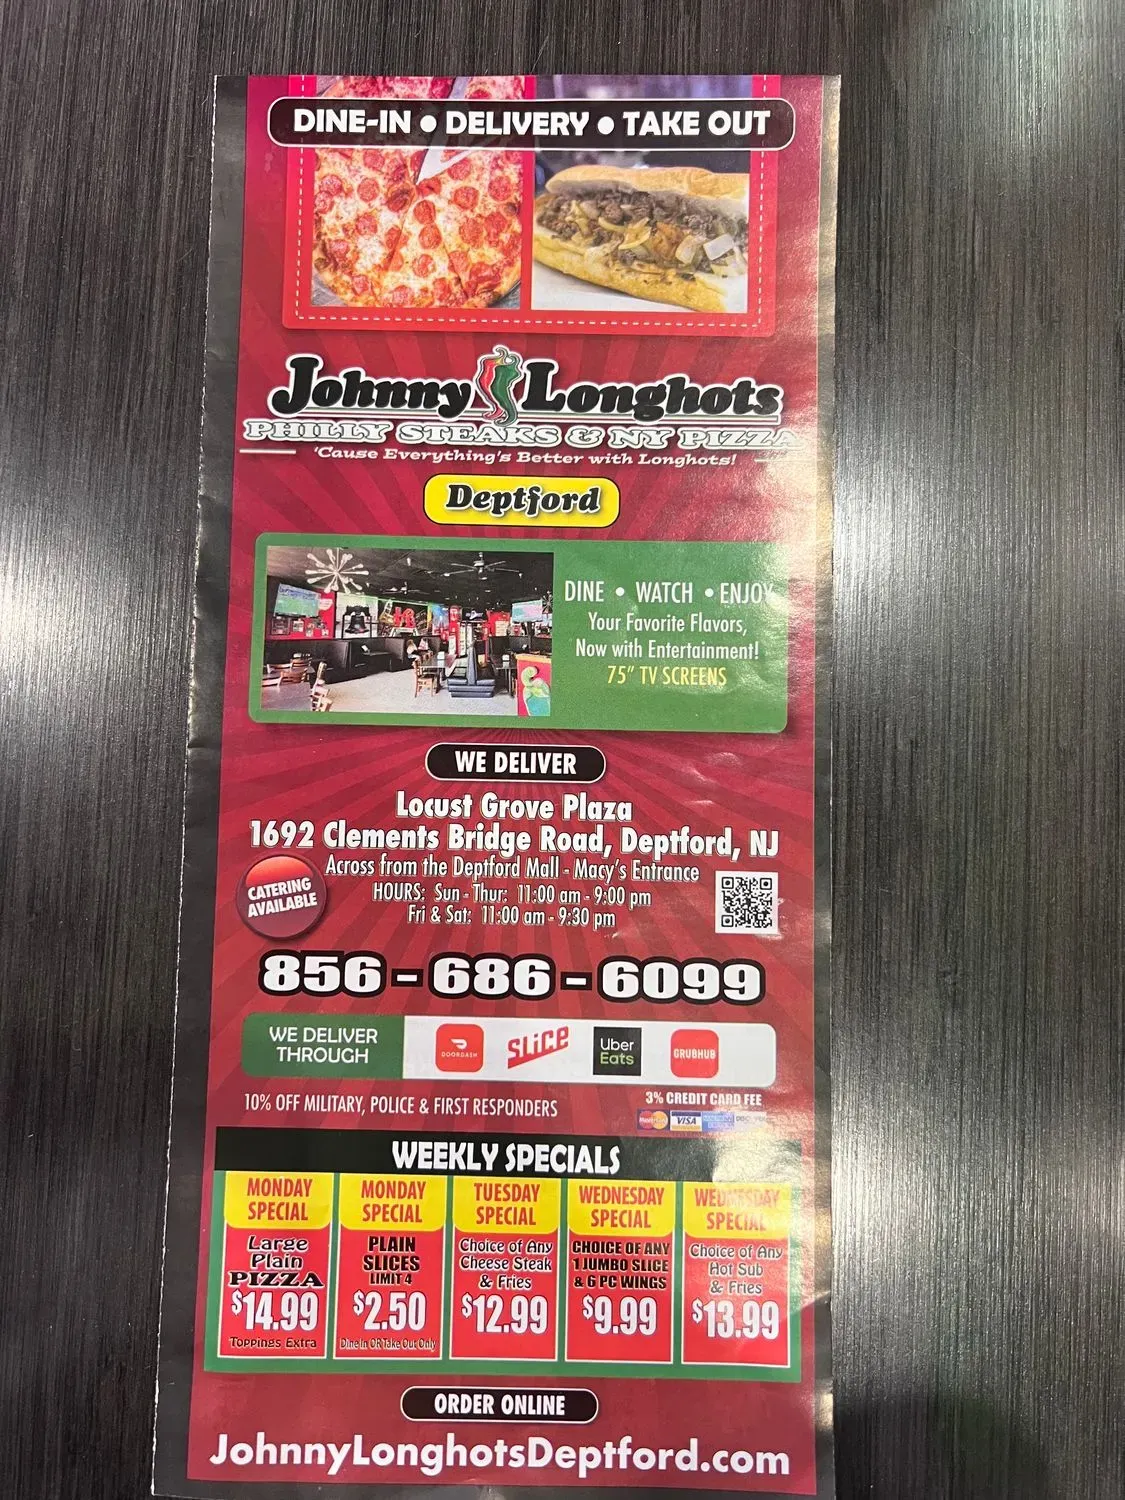 DINE-IN • DELIVERY • TAKE OUT
Johnny Longhots
PHILLY STEAKS & NY PIZZA
'Cause Everything's Better with Longhots!
Deptford
DINE • WATCH • ENJOY
Your Favorite Flavors,
Now with Entertainment!
75" TV SCREENS
WE DELIVER
Locust Grove Plaza
1692 Clements Bridge Road, Deptford, NJ
Across from the Deptford Mall - Macy's Entrance
HOURS: Sun - Thur: 11:00 am - 9:00 pm
Fri & Sat: 11:00 am - 9:30 pm
CATERING
AVAILABLE
856-686-6099
WE DELIVER
THROUGH
DOORDASH
SLiCE
Uber
Eats
GRUBHUB
10% OFF MILITARY, POLICE & FIRST RESPONDERS
3% CREDIT CARD FEE
MasterCard
VISA
WEEKLY SPECIALS
MONDAY
SPECIAL
Large
Plain
PIZZA
$14.99
Toppings Extra
MONDAY
SPECIAL
PLAIN
SLICES
LIMIT 4
$2.50
Dine In OR Take Out Only
TUESDAY
SPECIAL
Choice of Any
Cheese Steak
& Fries
$12.99
WEDNESDAY
SPECIAL
CHOICE OF ANY
1 JUMBO SLICE
& 6 PC WINGS
$9.99
WEDNESDAY
SPECIAL
Choice of Any
Hot Sub
& Fries
$13.99
ORDER ONLINE
JohnnyLonghotsDeptford.com